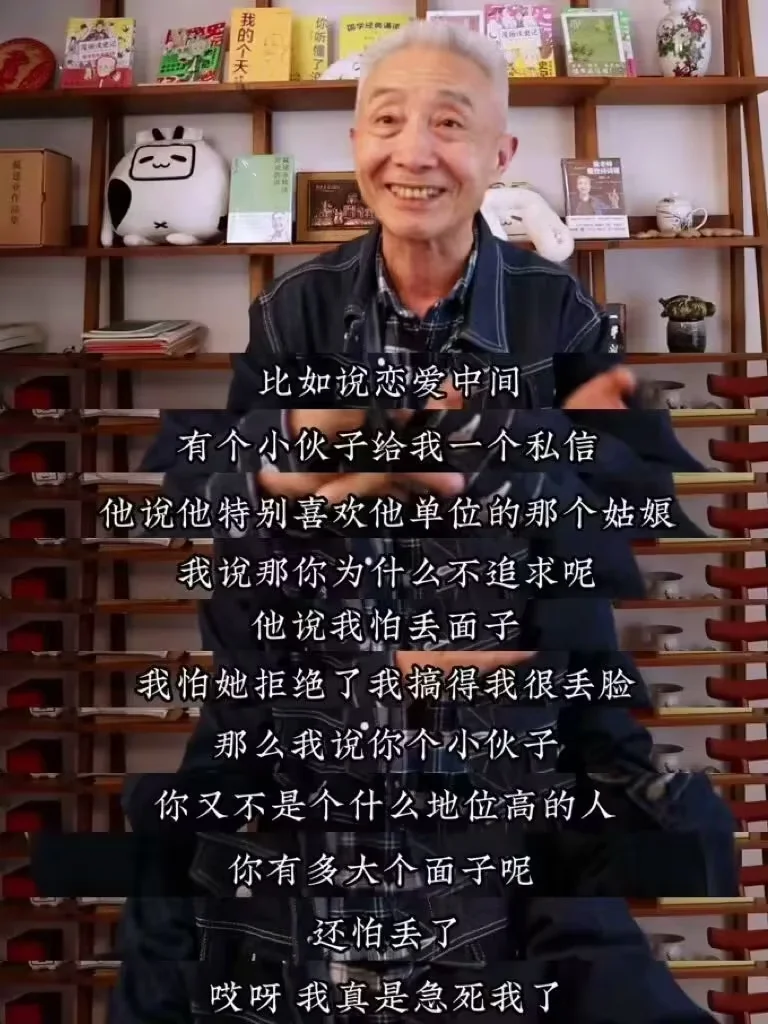 我的个天
你听懂了没
国学经典诵读
戴建业作品集
比如说恋爱中间
有个小伙子给我一个私信
他说他特别喜欢他单位的那个姑娘
我说那你为什么不追求呢
他说我怕丢面子
我怕她拒绝了我搞得我很丢脸
那么我说你个小伙子
你又不是个什么地位高的人
你有多大个面子呢
还怕丢了
哎呀 我真是急死我了